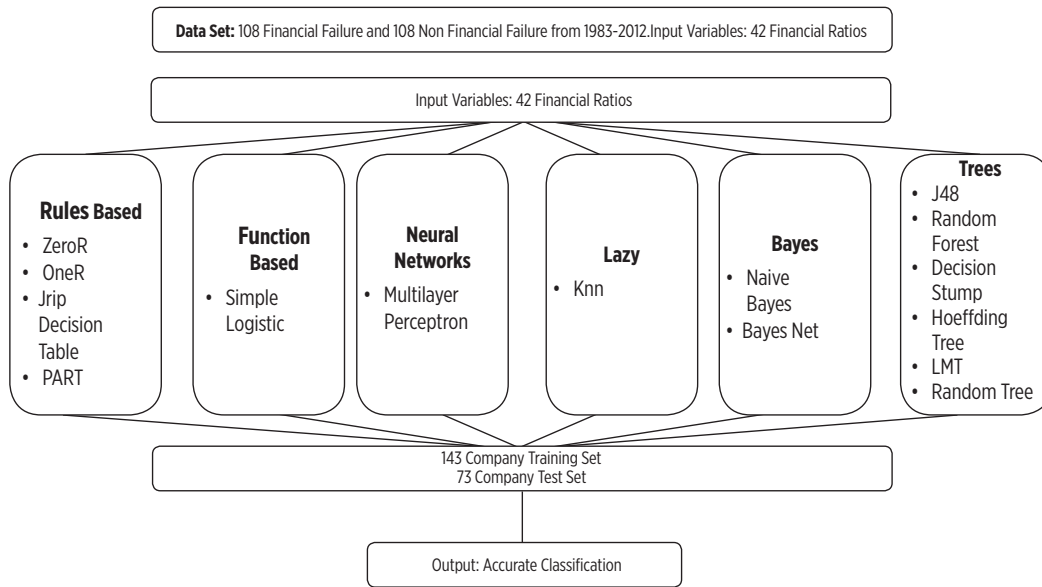 Data Set: 108 Financial Failure and 108 Non Financial Failure from 1983-2012.Input Variables: 42 Financial Ratios
Input Variables: 42 Financial Ratios
Rules Based
• ZeroR
• OneR
• Jrip
Decision
Table
• PART
Function
Based
• Simple
Logistic
Neural
Networks
• Multilayer
Perceptron
Lazy
• Knn
Bayes
• Naive
Bayes
• Bayes Net
Trees
• J48
• Random
Forest
• Decision
Stump
• Hoeffding
Tree
• LMT
• Random Tree
143 Company Training Set
73 Company Test Set
Output: Accurate Classification